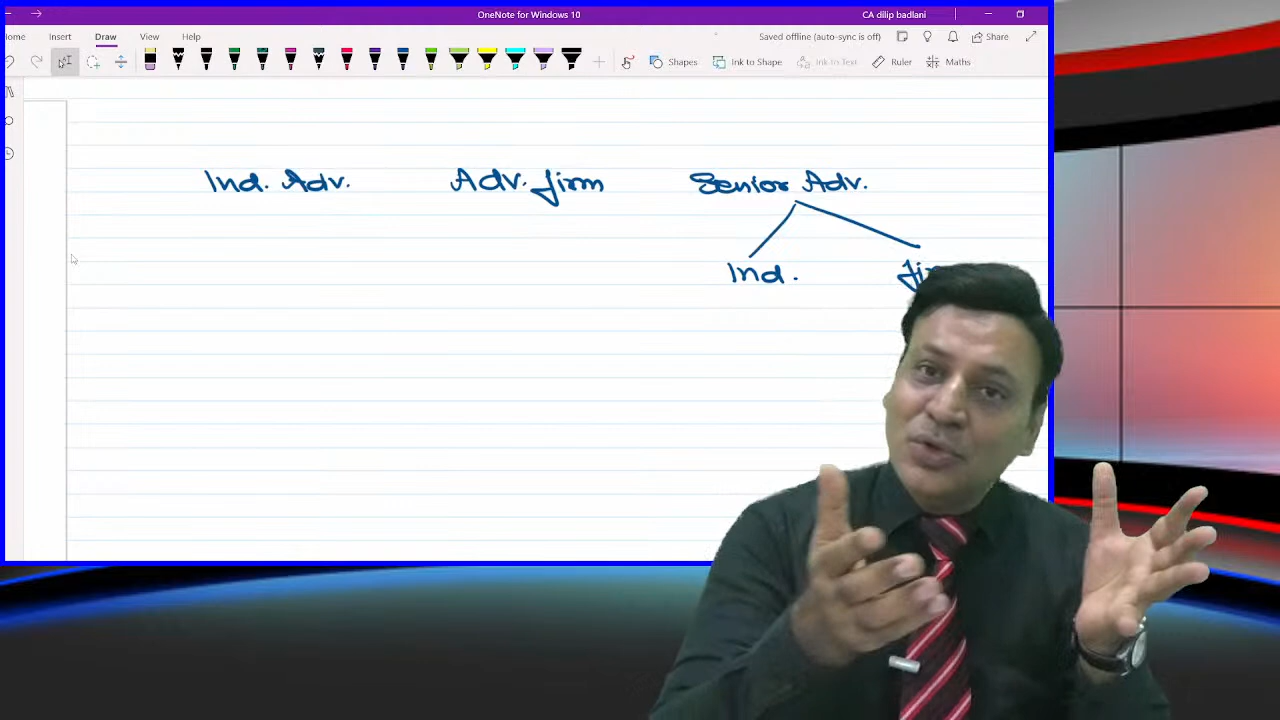 OneNote for Windows 10
CA dilip badlani
Insert
Draw
View
Help
Saved offline (auto-sync is off)
Share
Shapes
Ink to Shape
Ink to Text
Ruler
Maths
Ind. Adv.
Adv. firm
Senior Adv.
Ind.